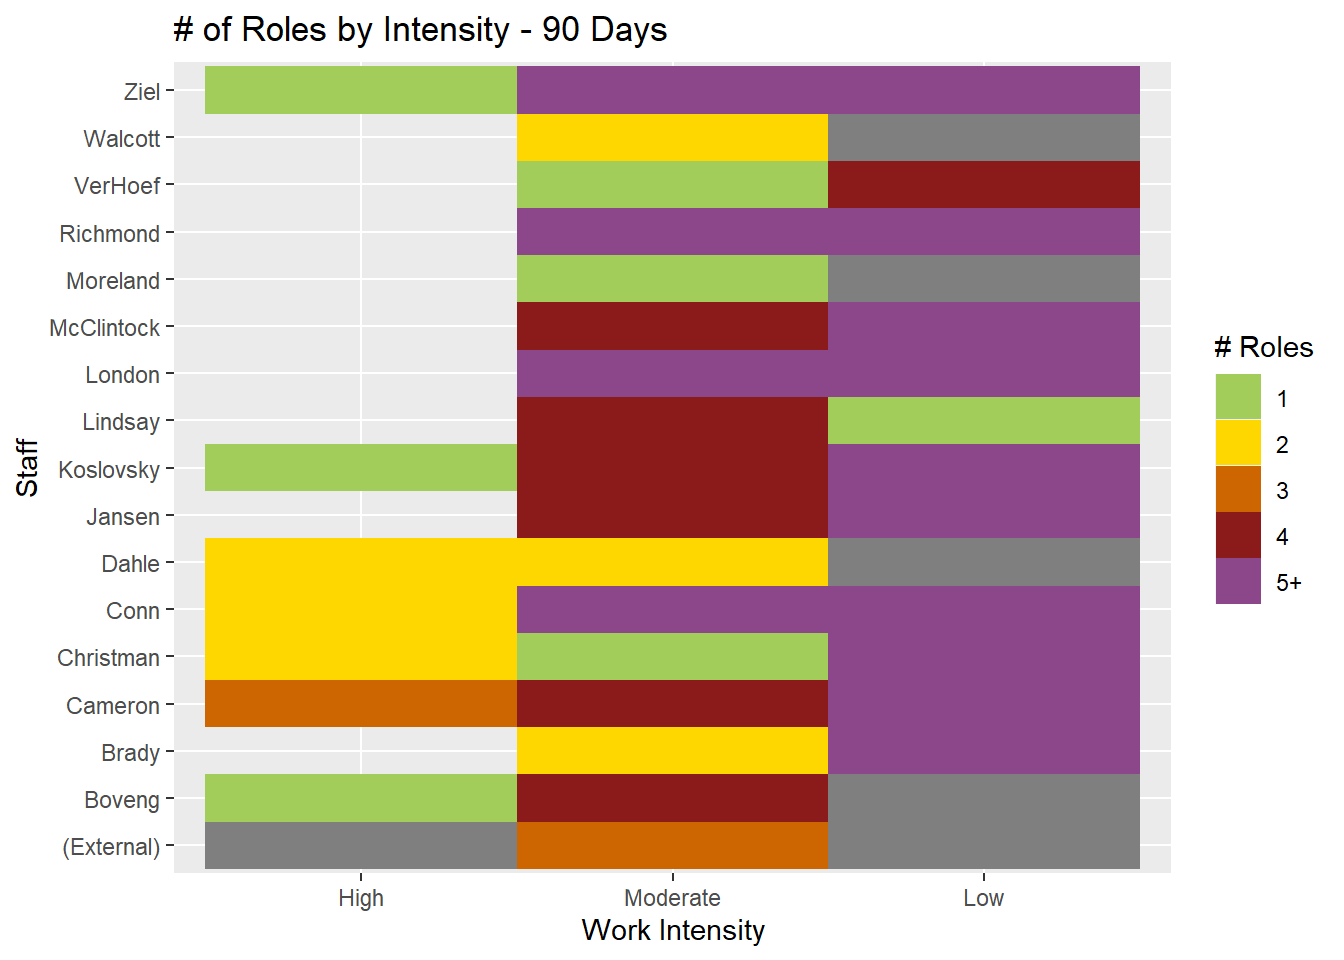 # of Roles by Intensity - 90 Days
Ziel
Walcott
VerHoef
Richmond
Moreland
McClintock
London
Lindsay
Koslovsky
Jansen
Dahle
Conn
Christman
Cameron
Brady
Boveng
(External)
Staff
High
Moderate
Low
Work Intensity
# Roles
1
2
3
4
5+